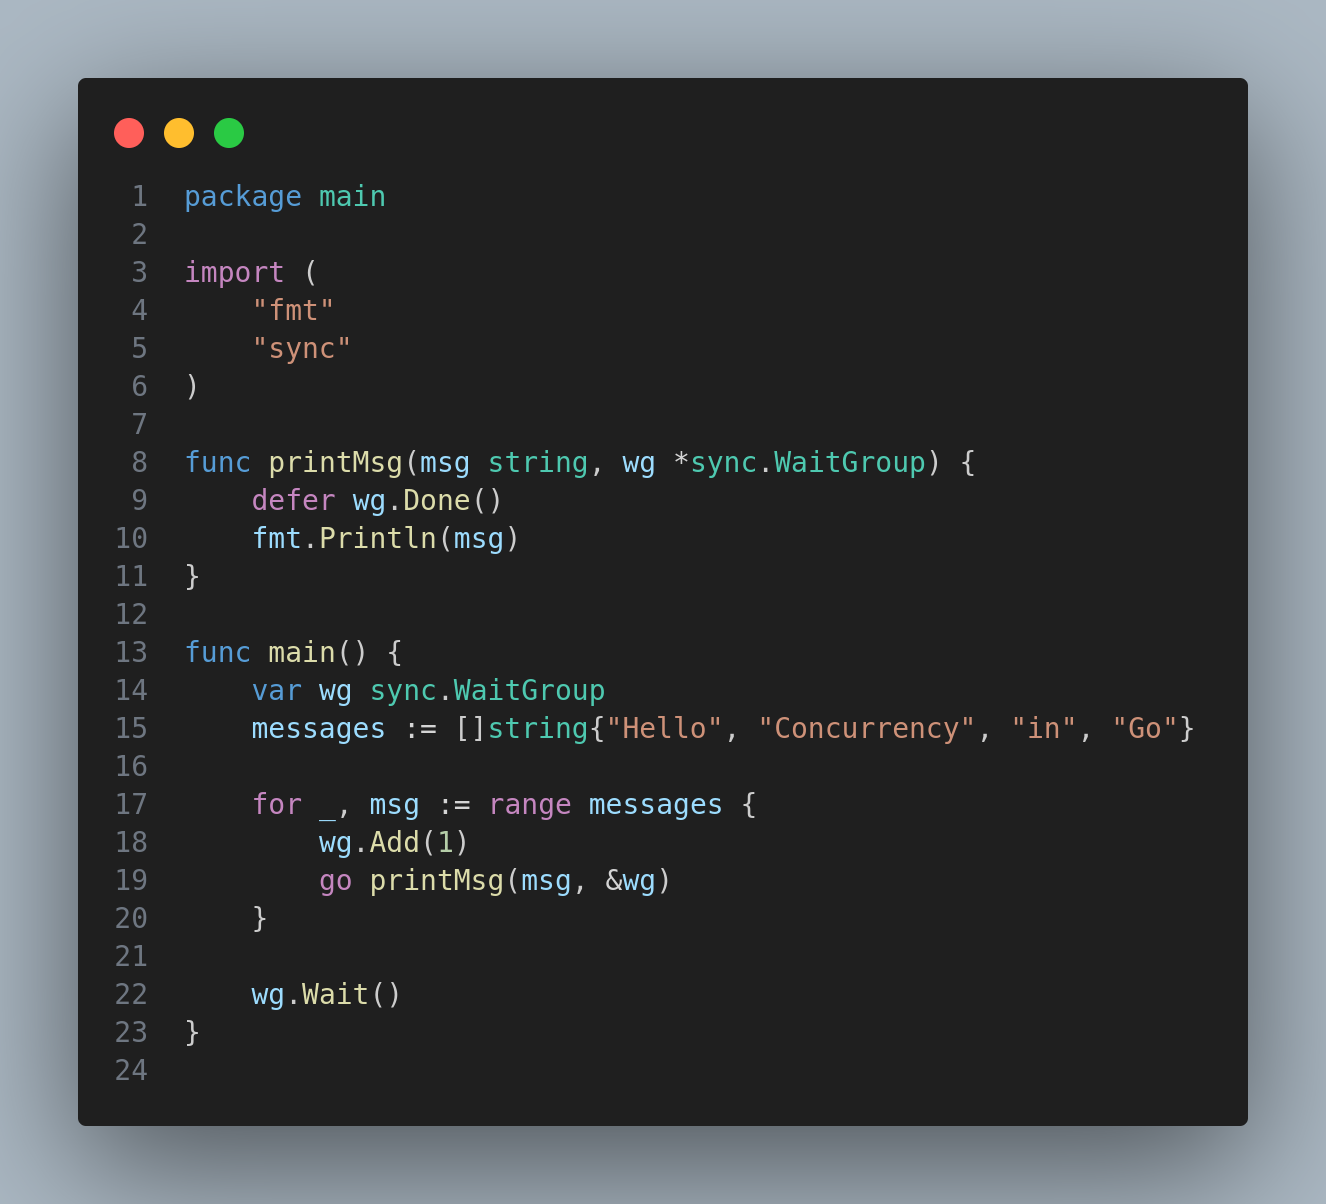 1 package main
2
3 import (
4     "fmt"
5     "sync"
6 )
7
8 func printMsg(msg string, wg *sync.WaitGroup) {
9     defer wg.Done()
10     fmt.Println(msg)
11 }
12
13 func main() {
14     var wg sync.WaitGroup
15     messages := []string{"Hello", "Concurrency", "in", "Go"}
16
17     for _, msg := range messages {
18         wg.Add(1)
19         go printMsg(msg, &wg)
20     }
21
22     wg.Wait()
23 }
24